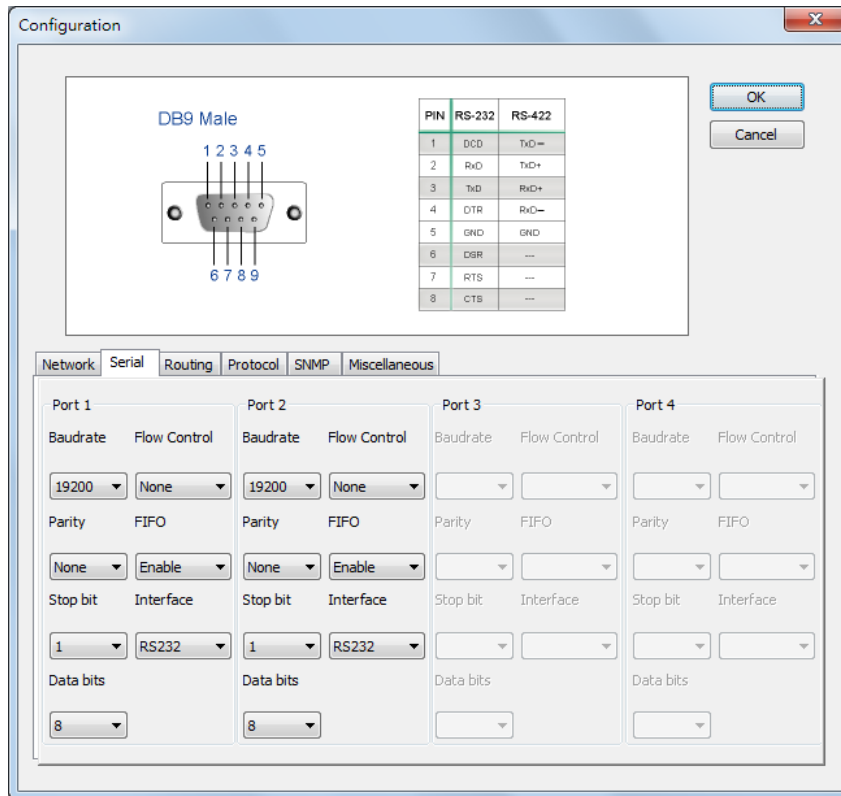 Configuration
OK
Cancel
DB9 Male
1 2 3 4 5
6 7 8 9
PIN RS-232 RS-422
1 DCD TxD-
2 RxD TxD+
3 TxD RxD+
4 DTR RxD-
5 GND GND
6 DSR ---
7 RTS ---
8 CTS ---
Network Serial Routing Protocol SNMP Miscellaneous
Port 1 Port 2 Port 3 Port 4
Baudrate Flow Control Baudrate Flow Control Baudrate Flow Control Baudrate Flow Control
19200 None 19200 None
Parity FIFO Parity FIFO Parity FIFO Parity FIFO
None Enable None Enable
Stop bit Interface Stop bit Interface Stop bit Interface Stop bit Interface
1 RS232 1 RS232
Data bits Data bits Data bits Data bits
8 8